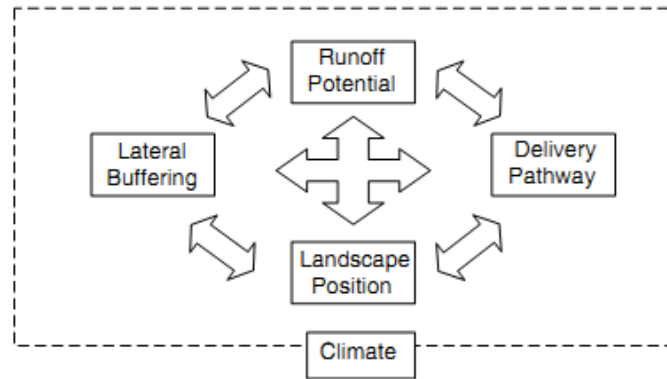 Runoff
Potential
Lateral
Buffering
Delivery
Pathway
Landscape
Position
Climate